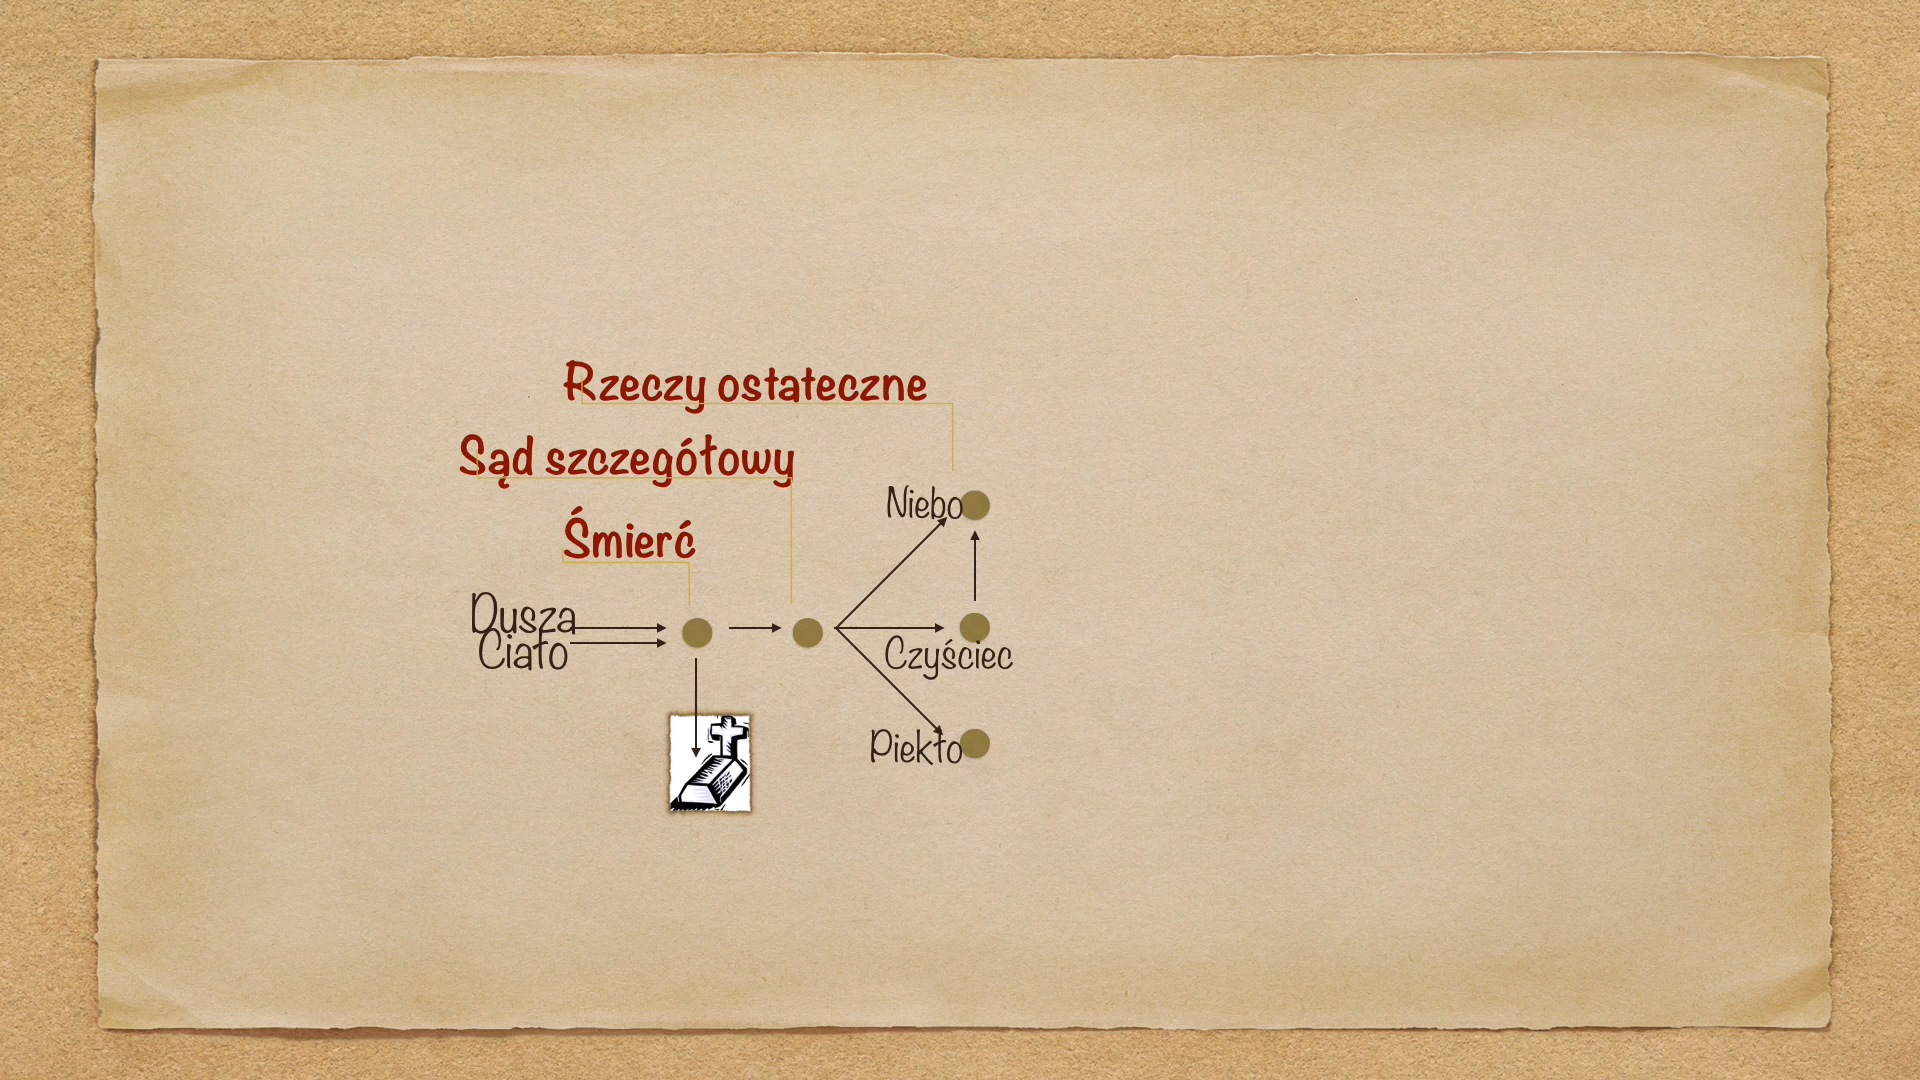 Rzeczy ostateczne
Sąd szczegółowy
Śmierć
Niebo
Dusza
Ciało
Czyściec
Piekło